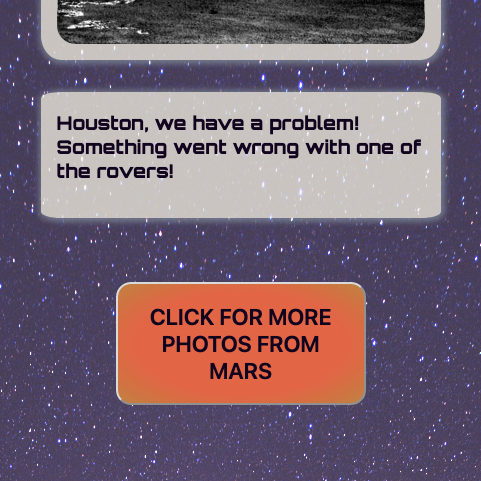 Houston, we have a problem!
Something went wrong with one of
the rovers!
CLICK FOR MORE
PHOTOS FROM
MARS